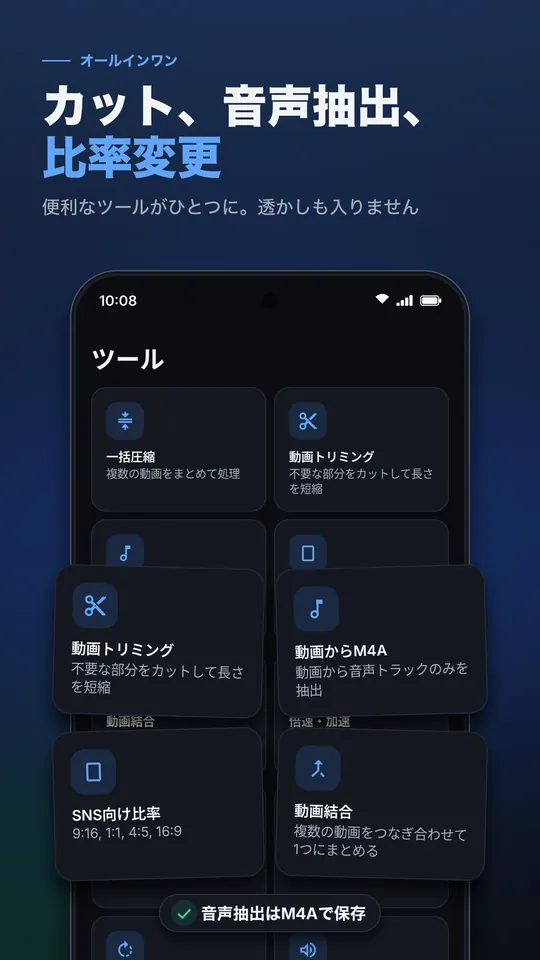 オールインワン
カット、音声抽出、
比率変更
便利なツールがひとつに。透かしも入りません
10:08
ツール
一括圧縮
複数の動画をまとめて処理
動画トリミング
不要な部分をカットして長さ
を短縮
動画トリミング
不要な部分をカットして長さ
を短縮
動画からM4A
動画から音声トラックのみを
抽出
動画結合
倍速・加速
SNS向け比率
9:16, 1:1, 4:5, 16:9
動画結合
複数の動画をつなぎ合わせて
1つにまとめる
音声抽出はM4Aで保存